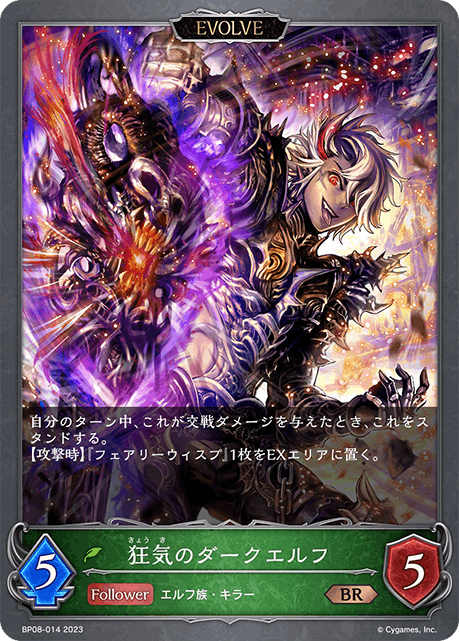 EVOLVE
自分のターン中、これが交戦ダメージを与えたとき、これをス
タンドする。
【攻撃時】『フェアリーウィスプ』1枚をEXエリアに置く。
きょう き
狂気のダークエルフ
5
5
Follower エルフ族・キラー BR
BP08-014 2023
© Cygames, Inc.